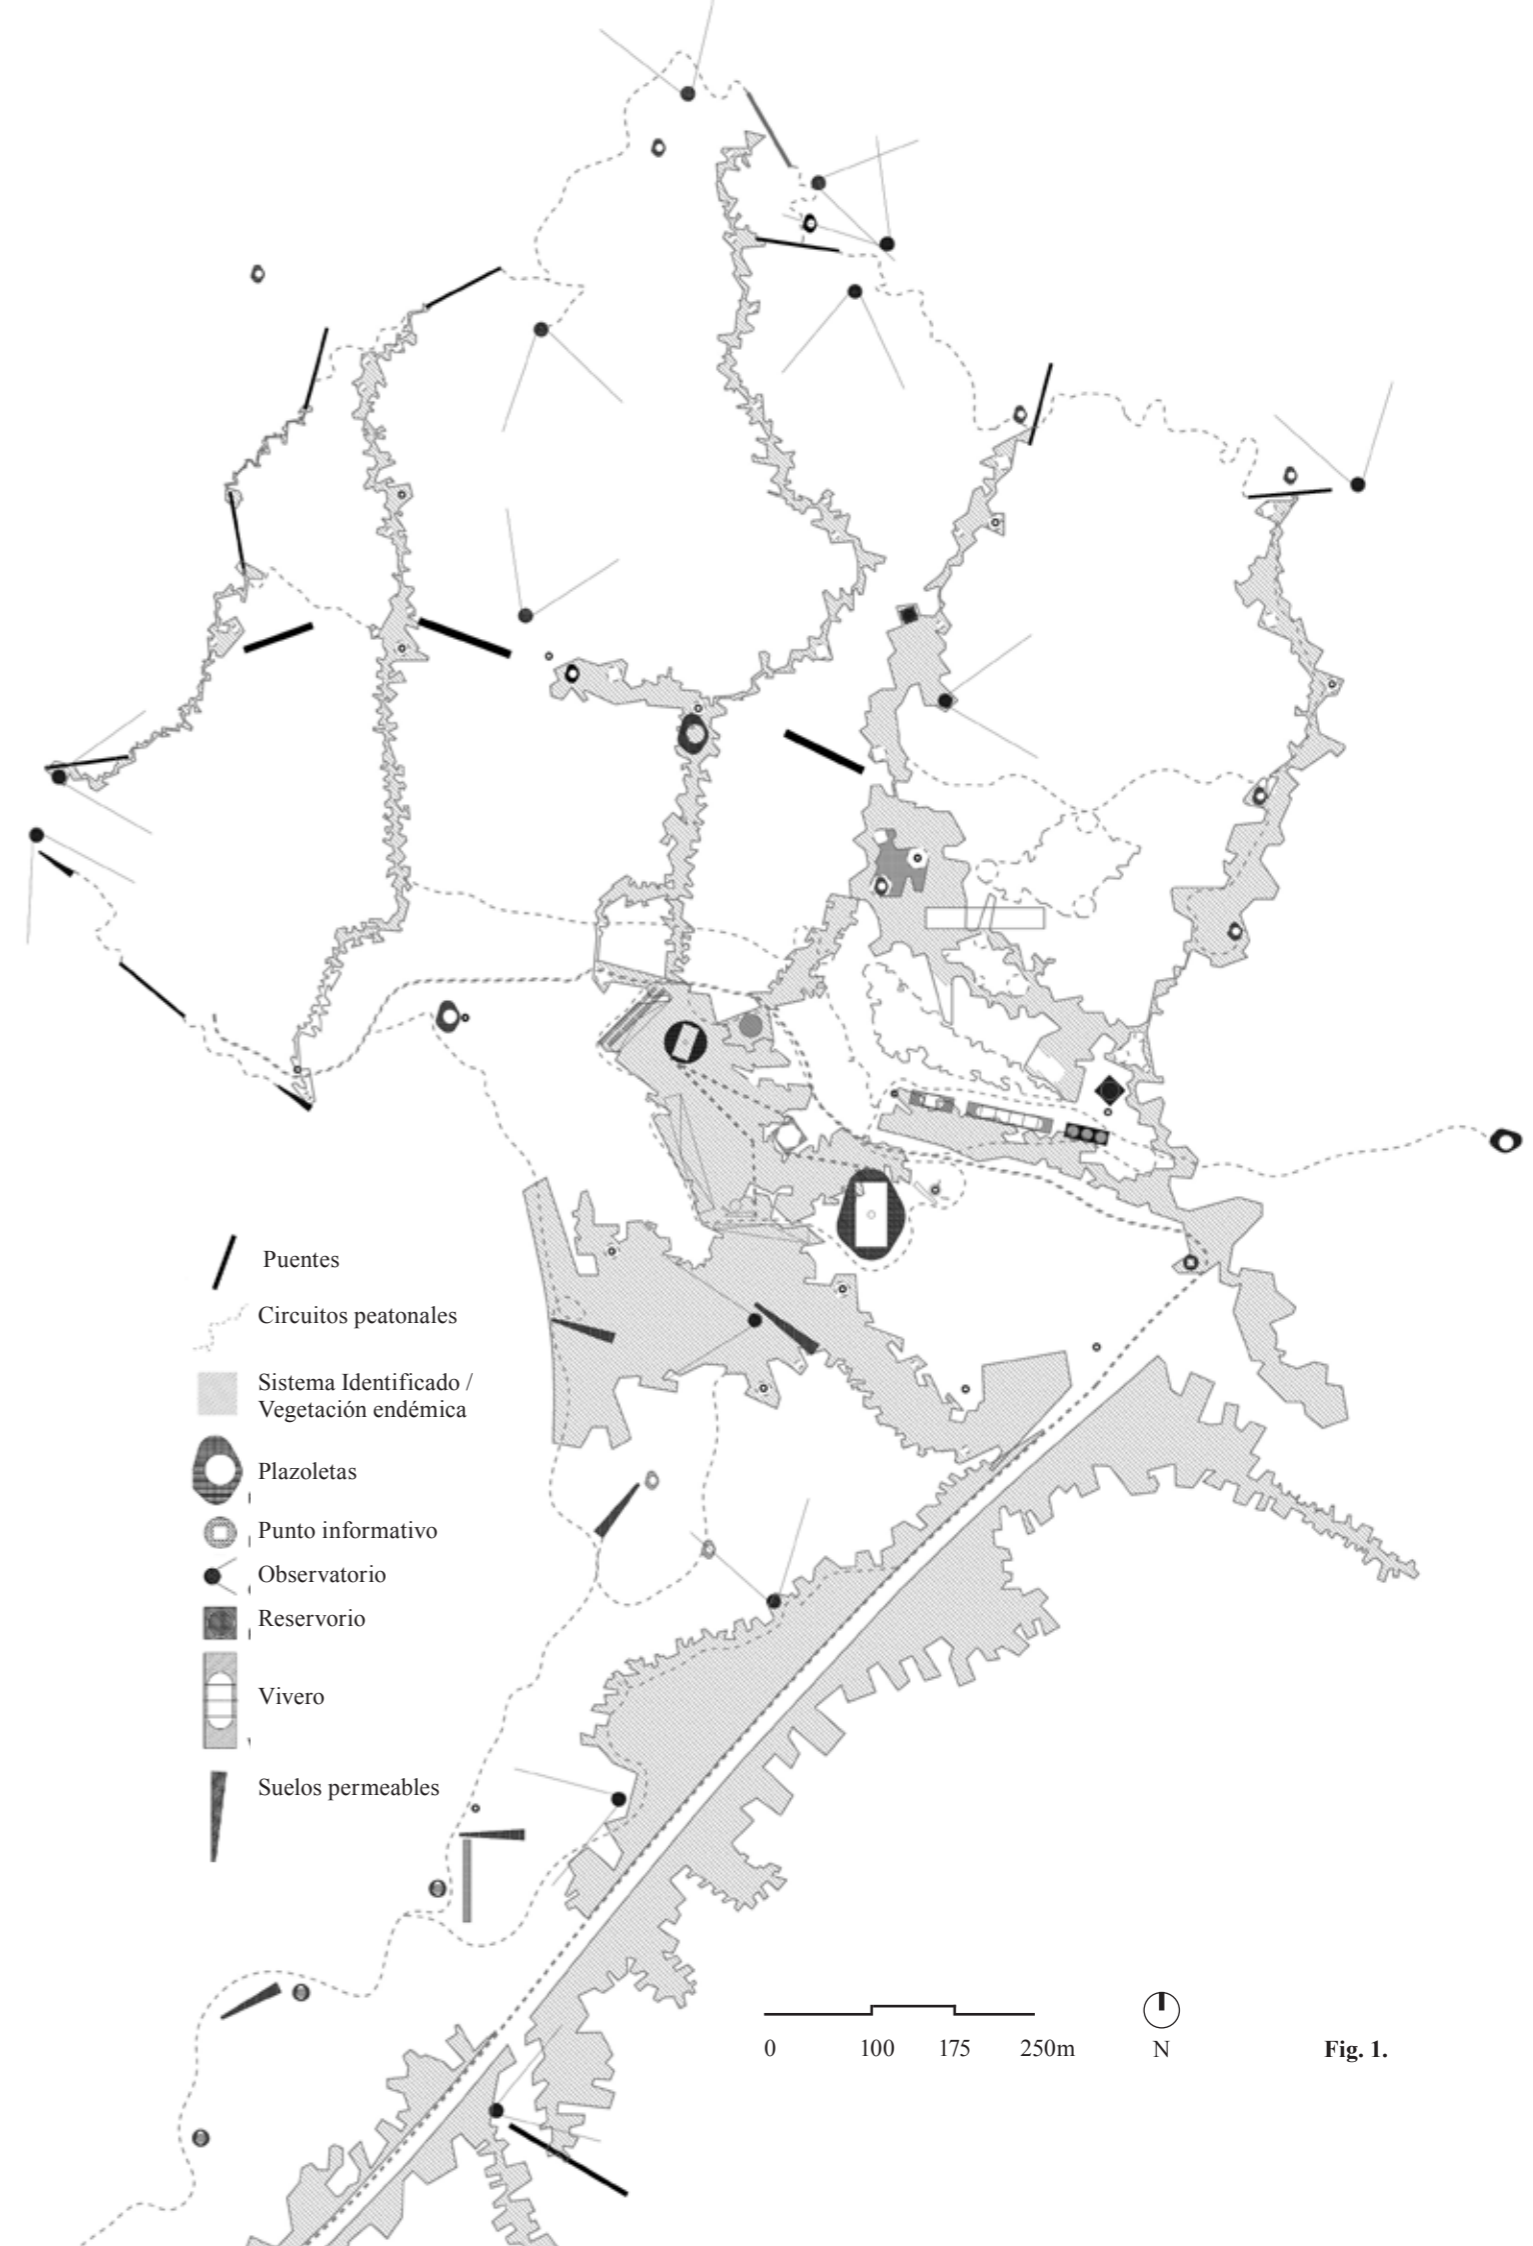 Puentes
Circuitos peatonales
Sistema Identificado /
Vegetación endémica
Plazoletas
Punto informativo
Observatorio
Reservorio
Vivero
Suelos permeables
0 100 175 250m
N
Fig. 1.